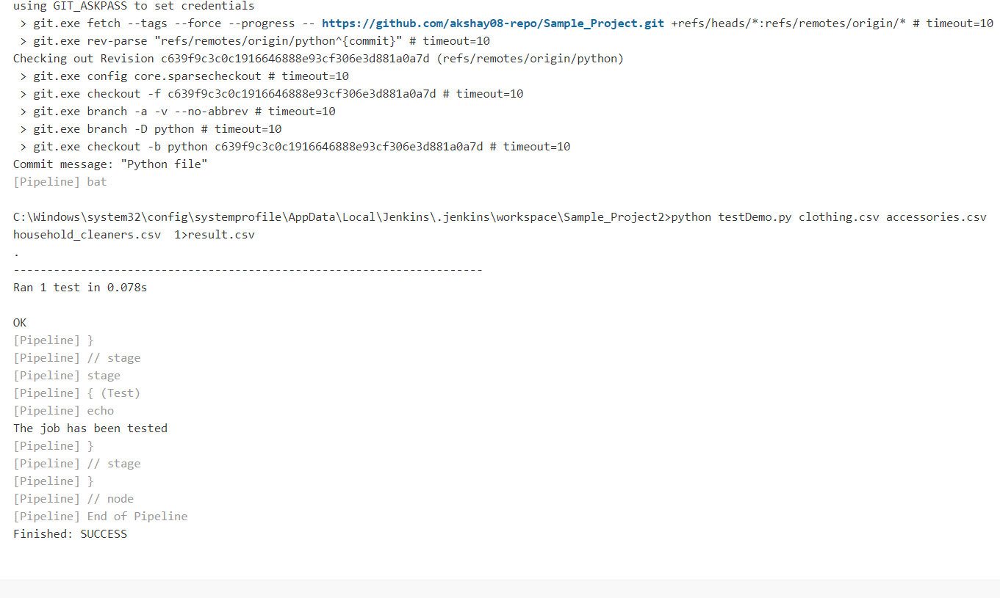 using GIT_ASKPASS to set credentials
> git.exe fetch --tags --force --progress -- https://github.com/akshay08-repo/Sample_Project.git +refs/heads/*:refs/remotes/origin/* # timeout=10
> git.exe rev-parse "refs/remotes/origin/python^{commit}" # timeout=10
Checking out Revision c639f9c3c0c1916646888e93cf306e3d881a0a7d (refs/remotes/origin/python)
> git.exe config core.sparsecheckout # timeout=10
> git.exe checkout -f c639f9c3c0c1916646888e93cf306e3d881a0a7d # timeout=10
> git.exe branch -a -v --no-abbrev # timeout=10
> git.exe branch -D python # timeout=10
> git.exe checkout -b python c639f9c3c0c1916646888e93cf306e3d881a0a7d # timeout=10
Commit message: "Python file"
[Pipeline] bat
C:\Windows\system32\config\systemprofile\AppData\Local\Jenkins\.jenkins\workspace\Sample_Project2>python testDemo.py clothing.csv accessories.csv
household_cleaners.csv  1>result.csv
.
----------------------------------------------------------------------
Ran 1 test in 0.078s
OK
[Pipeline] }
[Pipeline] // stage
[Pipeline] stage
[Pipeline] { (Test)
[Pipeline] echo
The job has been tested
[Pipeline] }
[Pipeline] // stage
[Pipeline] }
[Pipeline] // node
[Pipeline] End of Pipeline
Finished: SUCCESS